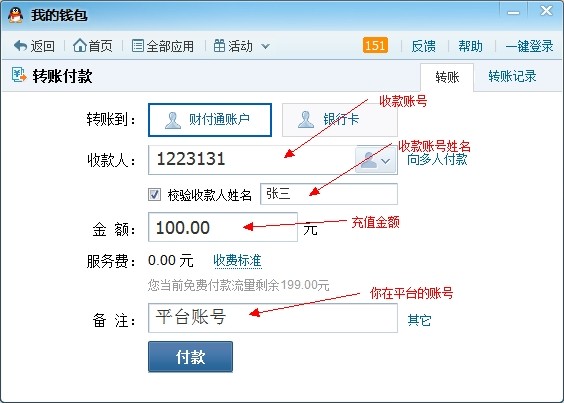 我的钱包
返回 首页 全部应用 活动 151 反馈 帮助 一键登录
转账付款 转账 转账记录
收款账号
转账到： 财付通账户 银行卡
收款账号姓名
收款人： 1223131 向多人付款
校验收款人姓名 张三
充值金额
金 额： 100.00 元
服务费： 0.00 元 收费标准
您当前免费付款流量剩余199.00元
你在平台的账号
备 注： 平台账号 其它
付款